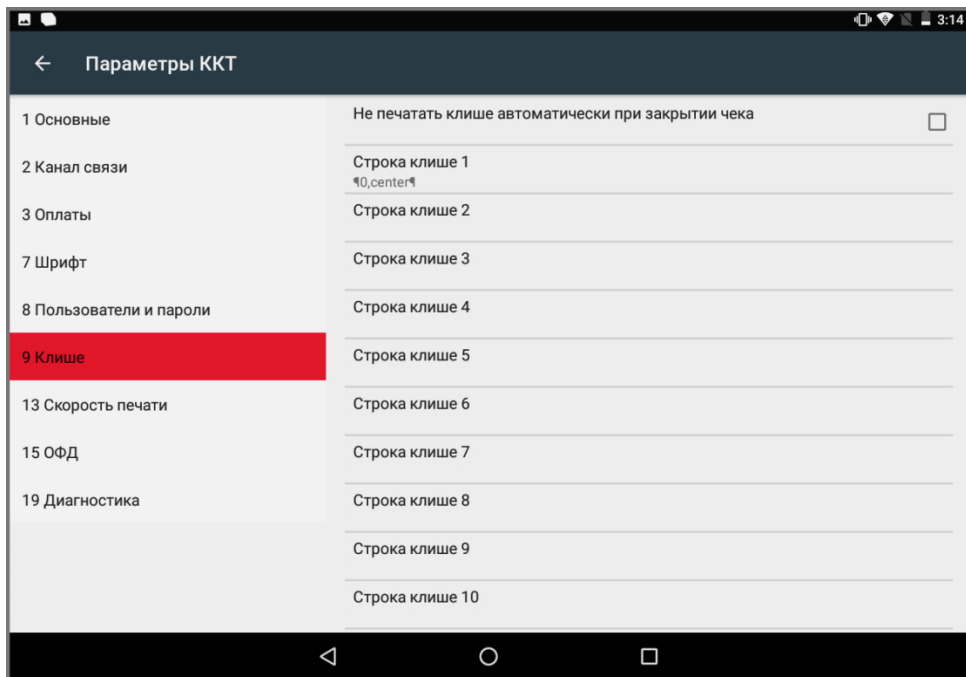 3:14
Параметры ККТ
1 Основные
2 Канал связи
3 Оплаты
7 Шрифт
8 Пользователи и пароли
9 Клише
13 Скорость печати
15 ОФД
19 Диагностика
Не печатать клише автоматически при закрытии чека
Строка клише 1
¶0,center¶
Строка клише 2
Строка клише 3
Строка клише 4
Строка клише 5
Строка клише 6
Строка клише 7
Строка клише 8
Строка клише 9
Строка клише 10